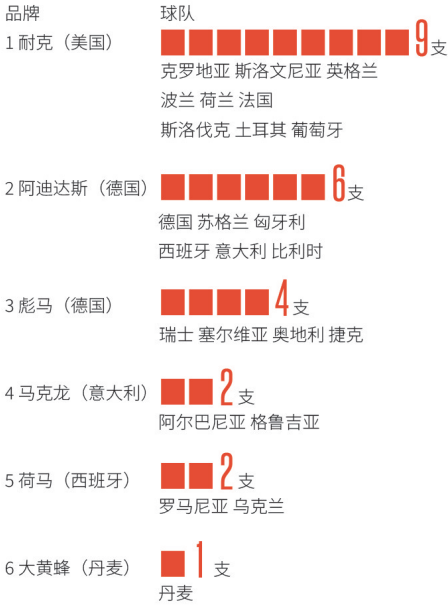 品牌 球队
1 耐克（美国） 9支
克罗地亚 斯洛文尼亚 英格兰
波兰 荷兰 法国
斯洛伐克 土耳其 葡萄牙
2 阿迪达斯（德国） 6支
德国 苏格兰 匈牙利
西班牙 意大利 比利时
3 彪马（德国） 4支
瑞士 塞尔维亚 奥地利 捷克
4 马克龙（意大利） 2支
阿尔巴尼亚 格鲁吉亚
5 荷马（西班牙） 2支
罗马尼亚 乌克兰
6 大黄蜂（丹麦） 1支
丹麦